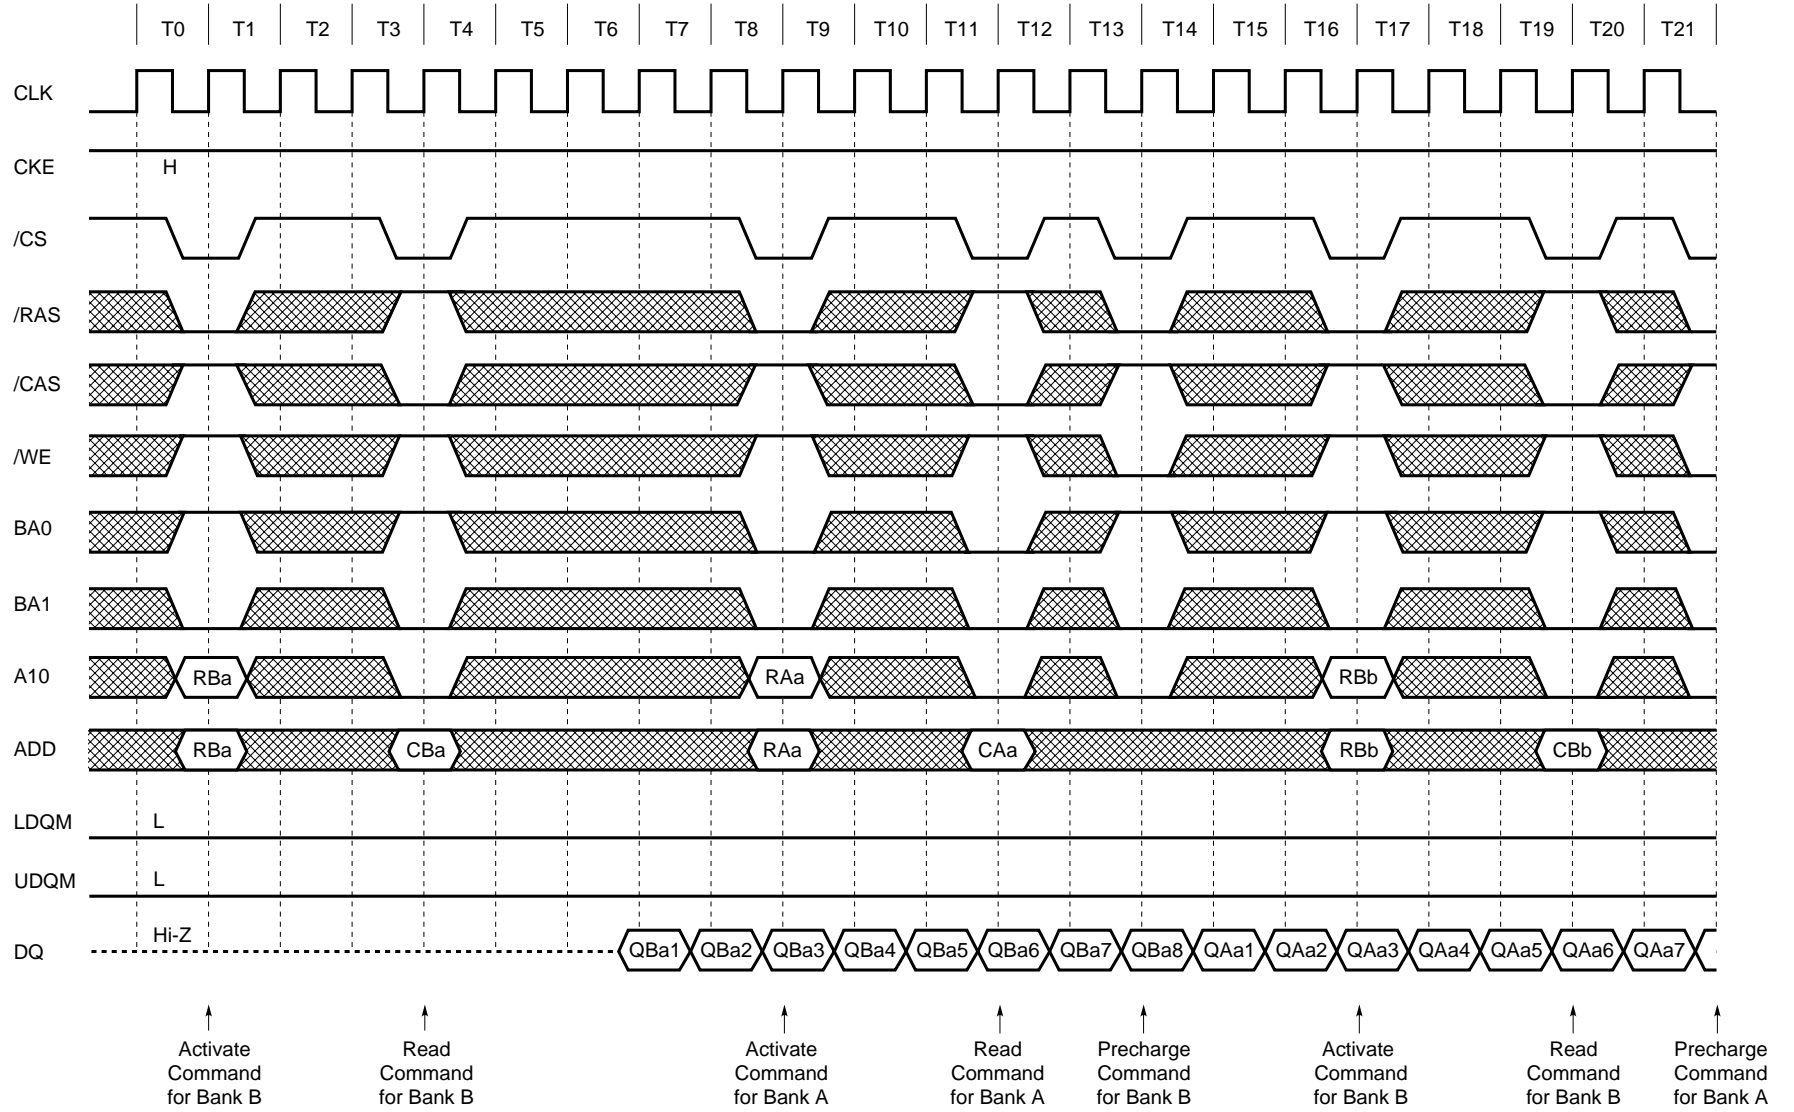 T0 T1 T2 T3 T4 T5 T6 T7 T8 T9 T10 T11 T12 T13 T14 T15 T16 T17 T18 T19 T20 T21
CLK
CKE H
/CS
/RAS
/CAS
/WE
BA0
BA1
A10 RBa RAa RBb
ADD RBa CBa RAa CAa RBb CBb
LDQM L
UDQM L
Hi-Z
DQ QBa1 QBa2 QBa3 QBa4 QBa5 QBa6 QBa7 QBa8 QAa1 QAa2 QAa3 QAa4 QAa5 QAa6 QAa7
Activate
Command
for Bank B
Read
Command
for Bank B
Activate
Command
for Bank A
Read
Command
for Bank A
Precharge
Command
for Bank B
Activate
Command
for Bank B
Read
Command
for Bank B
Precharge
Command
for Bank A